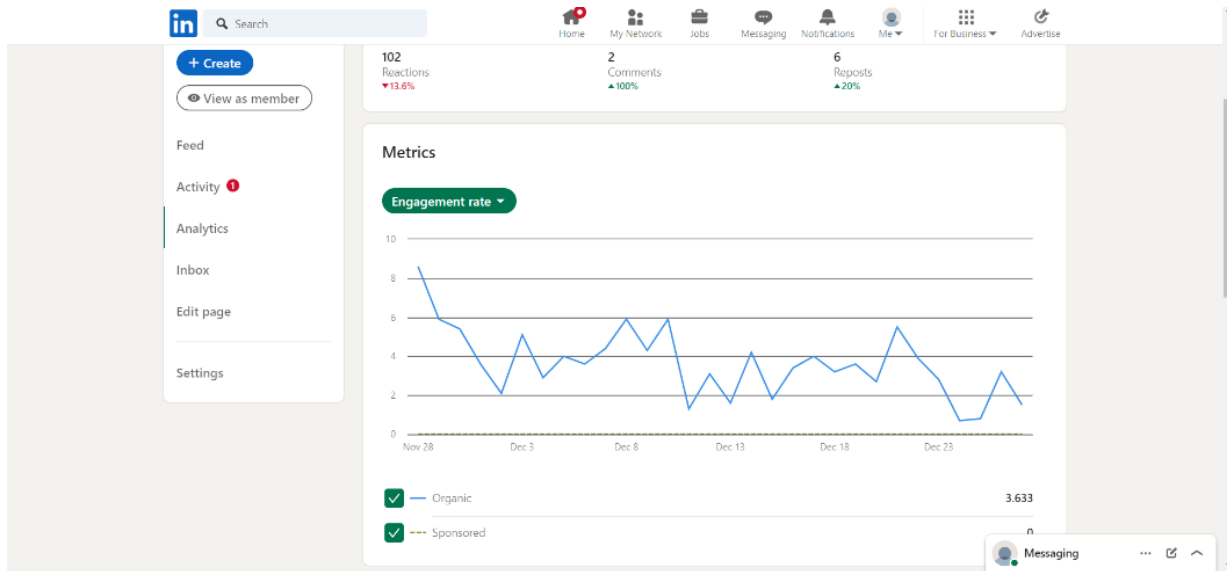 in
Search
Home
My Network
Jobs
Messaging
Notifications
Me
For Business
Advertise
+ Create
View as member
Feed
Activity 1
Analytics
Inbox
Edit page
Settings
102
Reactions
▼13.6%
2
Comments
▲100%
6
Reposts
▲20%
Metrics
Engagement rate
10
8
6
4
2
0
Nov 28 Dec 3 Dec 8 Dec 13 Dec 18 Dec 23
Organic 3.633
Sponsored 0
Messaging